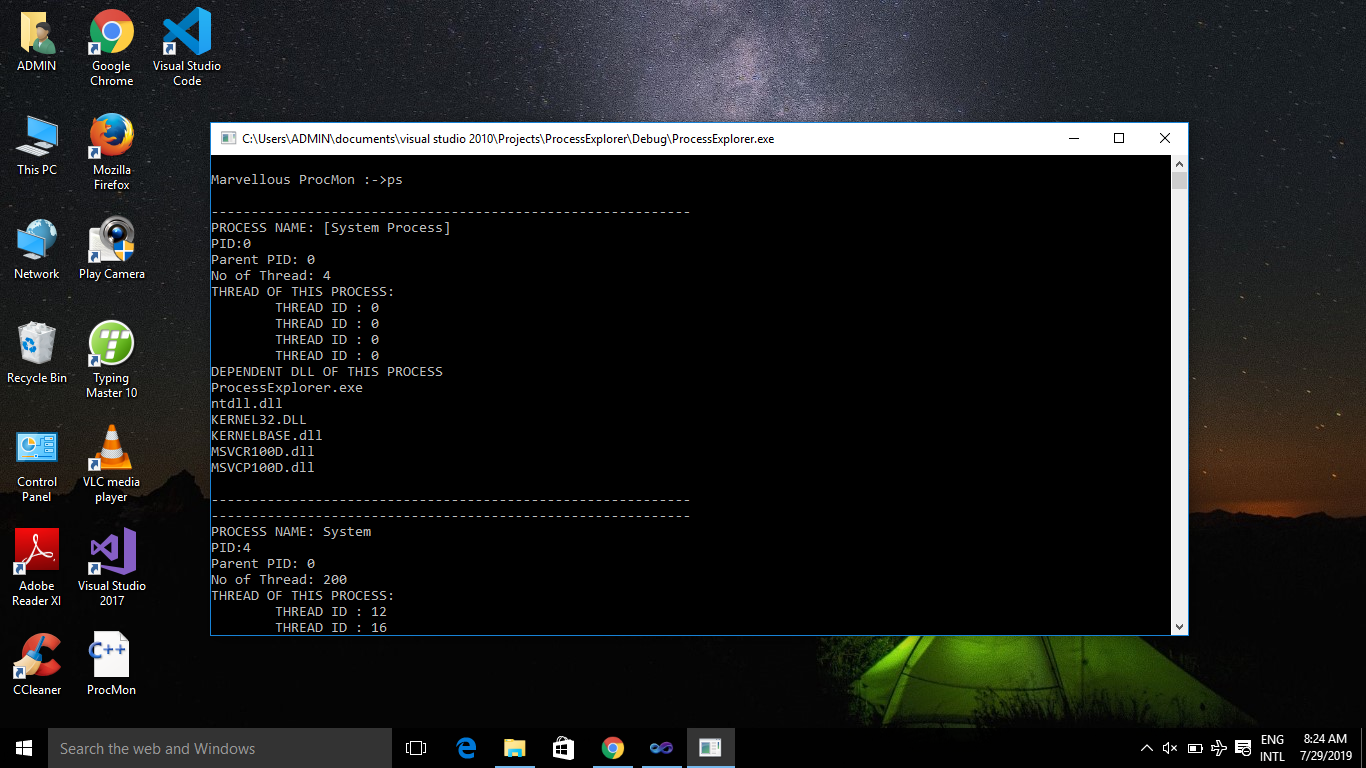 ADMIN
Google
Chrome
Visual Studio
Code
This PC
Mozilla
Firefox
Network
Play Camera
Recycle Bin
Typing
Master 10
Control
Panel
VLC media
player
Adobe
Reader XI
Visual Studio
2017
CCleaner
C++
ProcMon
C:\Users\ADMIN\documents\visual studio 2010\Projects\ProcessExplorer\Debug\ProcessExplorer.exe
Marvellous ProcMon :->ps
------------------------------------------------------------
PROCESS NAME: [System Process]
PID:0
Parent PID: 0
No of Thread: 4
THREAD OF THIS PROCESS:
THREAD ID : 0
THREAD ID : 0
THREAD ID : 0
THREAD ID : 0
DEPENDENT DLL OF THIS PROCESS
ProcessExplorer.exe
ntdll.dll
KERNEL32.DLL
KERNELBASE.dll
MSVCR100D.dll
MSVCP100D.dll
------------------------------------------------------------
------------------------------------------------------------
PROCESS NAME: System
PID:4
Parent PID: 0
No of Thread: 200
THREAD OF THIS PROCESS:
THREAD ID : 12
THREAD ID : 16
Search the web and Windows
ENG
INTL
8:24 AM
7/29/2019